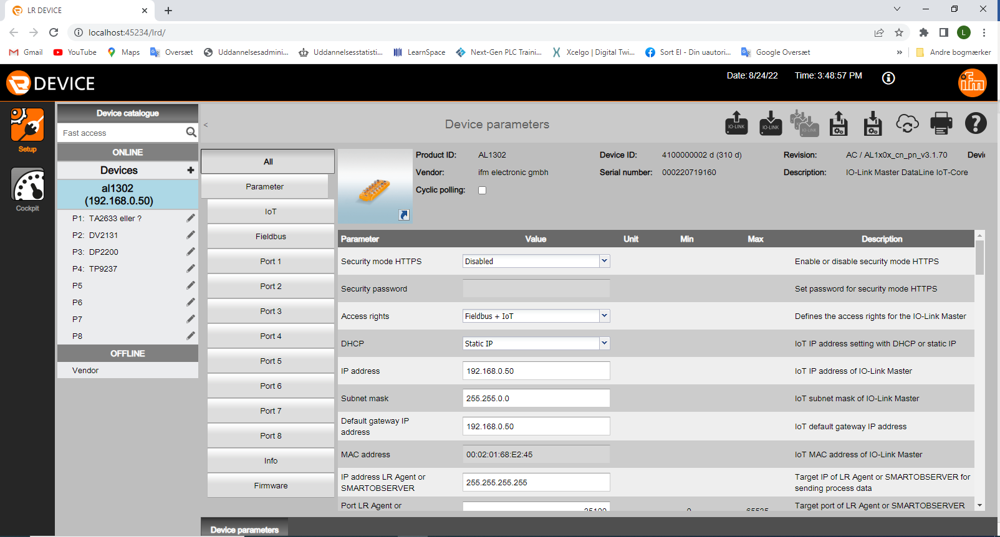 LR DEVICE
localhost:45234/lrd/
L
Gmail
YouTube
Maps
Oversæt
Uddannelsesadmini...
Uddannelsesstatisti...
LearnSpace
Next-Gen PLC Traini...
Xcelgo | Digital Twi...
Sort El - Din uautori...
Google Oversæt
»
Andre bogmærker
DEVICE
Date: 8/24/22
Time: 3:48:57 PM
ifm
Setup
Cockpit
Device catalogue
Fast access
ONLINE
Devices +
al1302
(192.168.0.50)
P1: TA2633 eller ?
P2: DV2131
P3: DP2200
P4: TP9237
P5
P6
P7
P8
OFFLINE
Vendor
<
Device parameters
IO-LINK
IO-LINK
IO-LINK
All
Parameter
IoT
Fieldbus
Port 1
Port 2
Port 3
Port 4
Port 5
Port 6
Port 7
Port 8
Info
Firmware
Product ID: AL1302 Device ID: 4100000002 d (310 d) Revision: AC / AL1x0x_cn_pn_v3.1.70
Vendor: ifm electronic gmbh Serial number: 000220719160 Description: IO-Link Master DataLine IoT-Core
Cyclic polling:
Parameter Value Unit Min Max Description
Security mode HTTPS Disabled Enable or disable security mode HTTPS
Security password Set password for security mode HTTPS
Access rights Fieldbus + IoT Defines the access rights for the IO-Link Master
DHCP Static IP IoT IP address setting with DHCP or static IP
IP address 192.168.0.50 IoT IP address of IO-Link Master
Subnet mask 255.255.0.0 IoT subnet mask of IO-Link Master
Default gateway IP
address 192.168.0.50 IoT default gateway IP address
MAC address 00:02:01:68:E2:45 IoT MAC address of IO-Link Master
IP address LR Agent or
SMARTOBSERVER 255.255.255.255 Target IP of LR Agent or SMARTOBSERVER for
sending process data
Port LR Agent or Target port of LR Agent or SMARTOBSERVER
Device parameters